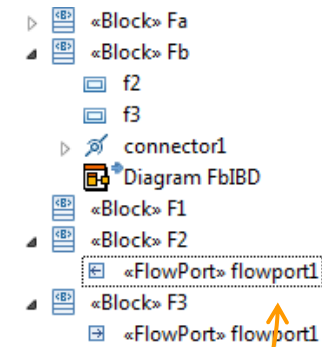 «Block» Fa
«Block» Fb
f2
f3
connector1
Diagram FbIBD
«Block» F1
«Block» F2
«FlowPort» flowport1
«Block» F3
«FlowPort» flowport1